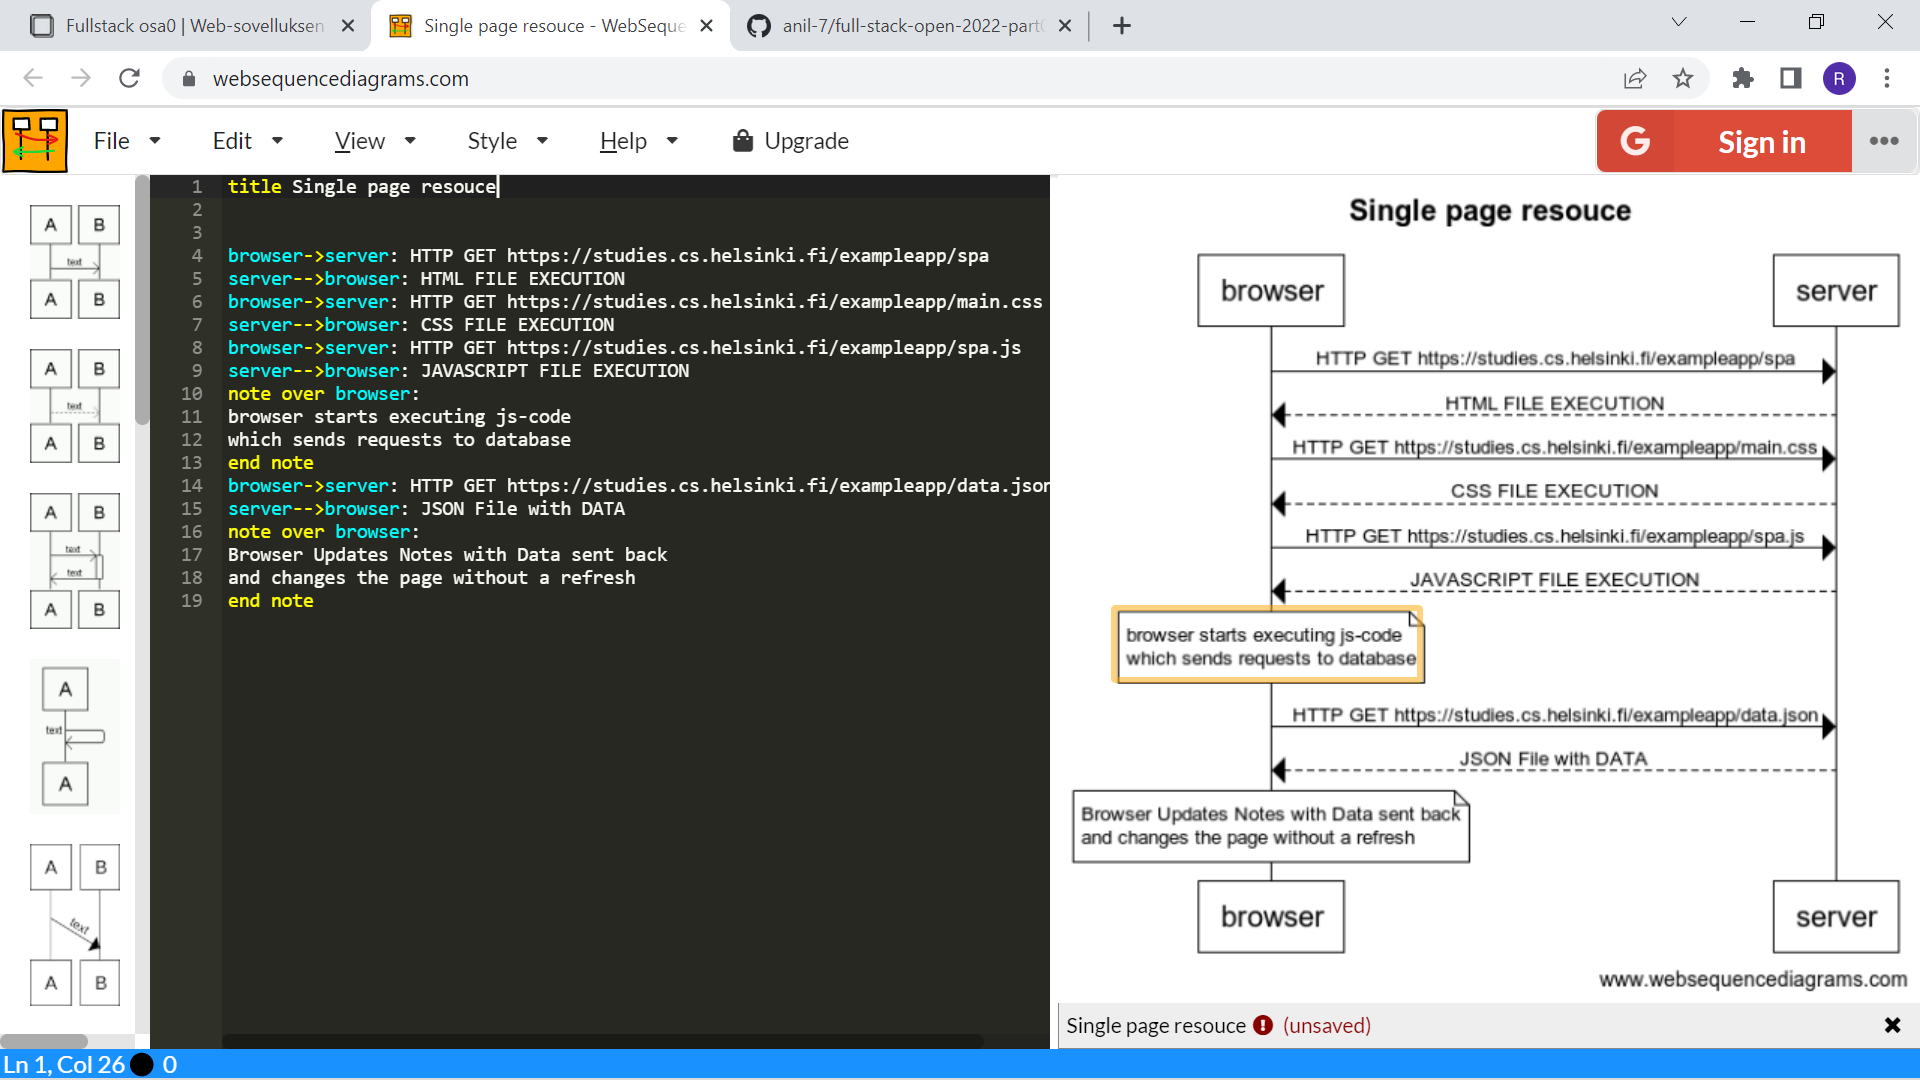 Fullstack osa0 | Web-sovelluksen
Single page resouce - WebSeque
anil-7/full-stack-open-2022-part
websequencediagrams.com
R
File
Edit
View
Style
Help
Upgrade
G
Sign in
A B
text
A B
A B
text
A B
A B
text
text
A B
A
text
A
A B
text
A B
1 title Single page resouce
2
3
4 browser->server: HTTP GET https://studies.cs.helsinki.fi/exampleapp/spa
5 server-->browser: HTML FILE EXECUTION
6 browser->server: HTTP GET https://studies.cs.helsinki.fi/exampleapp/main.css
7 server-->browser: CSS FILE EXECUTION
8 browser->server: HTTP GET https://studies.cs.helsinki.fi/exampleapp/spa.js
9 server-->browser: JAVASCRIPT FILE EXECUTION
10 note over browser:
11 browser starts executing js-code
12 which sends requests to database
13 end note
14 browser->server: HTTP GET https://studies.cs.helsinki.fi/exampleapp/data.json
15 server-->browser: JSON File with DATA
16 note over browser:
17 Browser Updates Notes with Data sent back
18 and changes the page without a refresh
19 end note
Single page resouce
browser server
HTTP GET https://studies.cs.helsinki.fi/exampleapp/spa
HTML FILE EXECUTION
HTTP GET https://studies.cs.helsinki.fi/exampleapp/main.css
CSS FILE EXECUTION
HTTP GET https://studies.cs.helsinki.fi/exampleapp/spa.js
JAVASCRIPT FILE EXECUTION
browser starts executing js-code
which sends requests to database
HTTP GET https://studies.cs.helsinki.fi/exampleapp/data.json
JSON File with DATA
Browser Updates Notes with Data sent back
and changes the page without a refresh
browser server
www.websequencediagrams.com
Single page resouce (unsaved)
Ln 1, Col 26 0